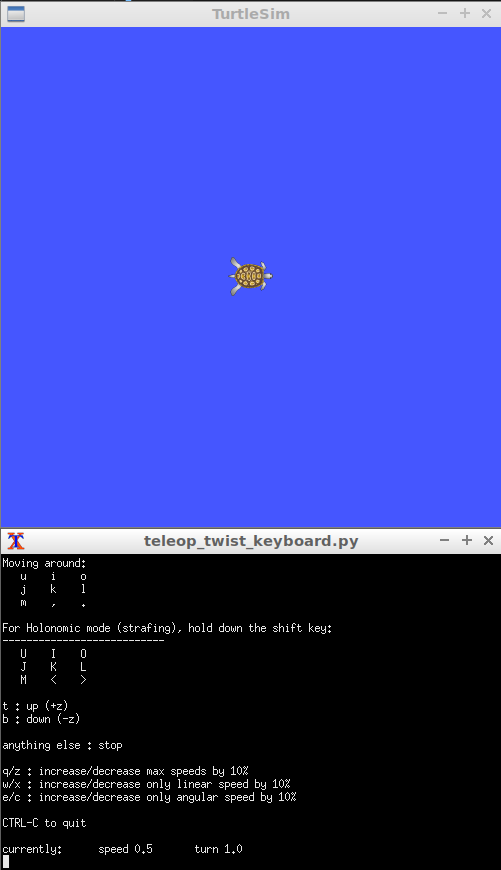 TurtleSim
teleop_twist_keyboard.py
Moving around:
u i o
j k l
m , .
For Holonomic mode (strafing), hold down the shift key:
---------------------------
U I O
J K L
M < >
t : up (+z)
b : down (-z)
anything else : stop
q/z : increase/decrease max speeds by 10%
w/x : increase/decrease only linear speed by 10%
e/c : increase/decrease only angular speed by 10%
CTRL-C to quit
currently: speed 0.5 turn 1.0